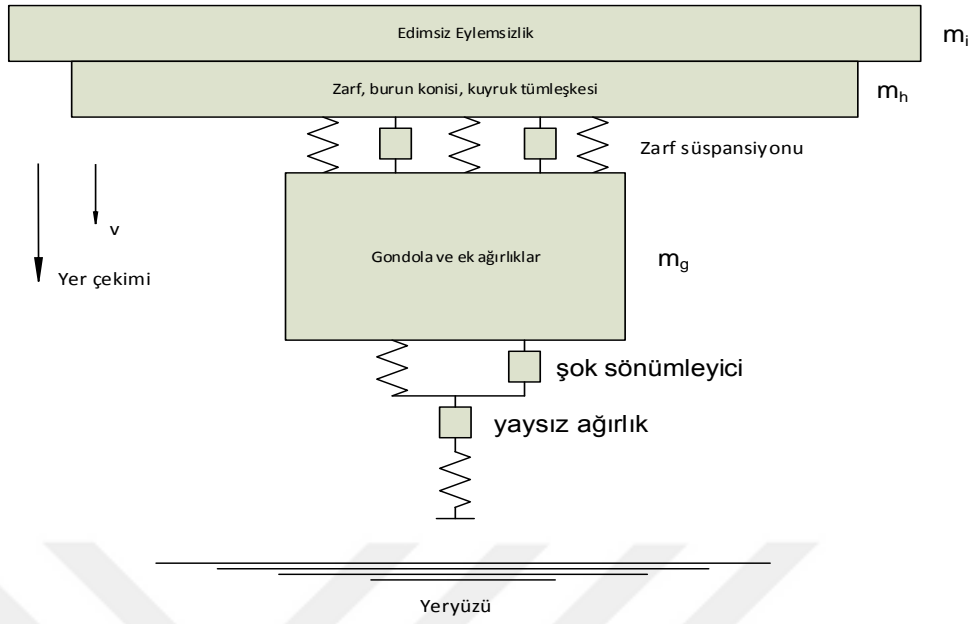 Edimsiz Eylemsizlik
mᵢ
Zarf, burun konisi, kuyruk tümleşkesi
mₕ
Zarf süspansiyonu
v
Yer çekimi
Gondola ve ek ağırlıklar
m_g
şok sönümleyici
yaysız ağırlık
Yeryüzü